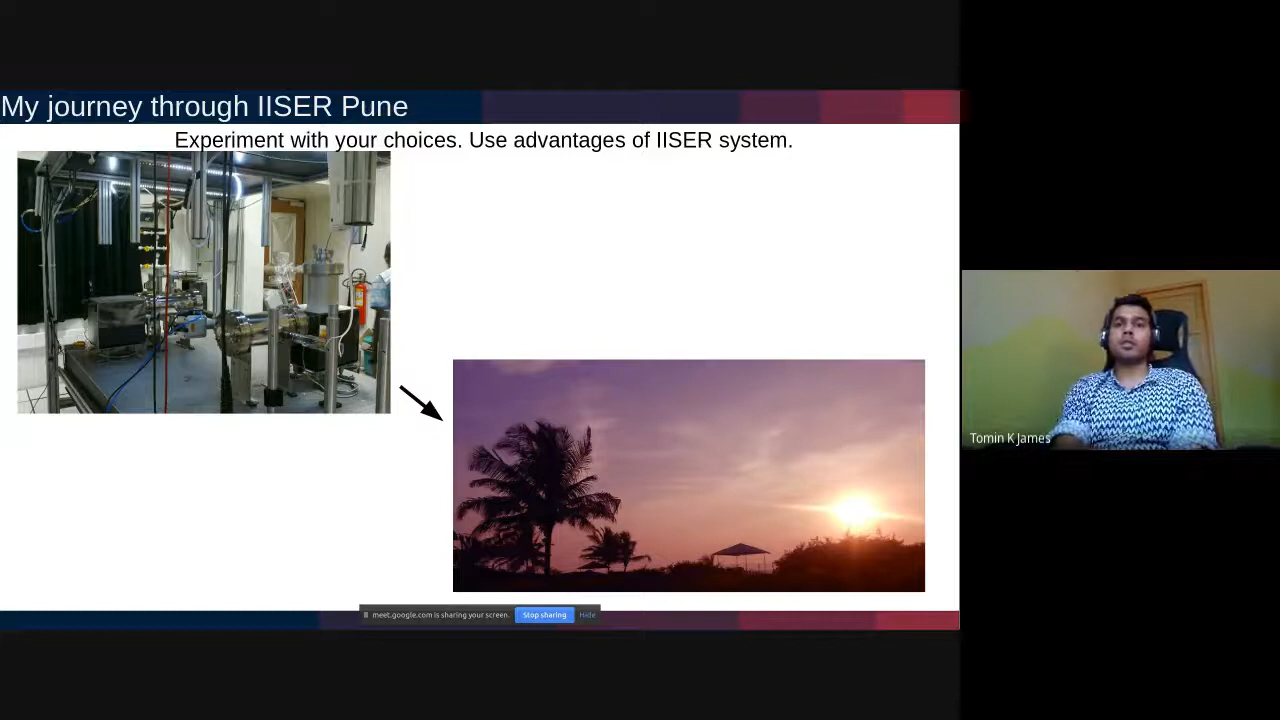 My journey through IISER Pune
Experiment with your choices. Use advantages of IISER system.
Tomin K James
meet.google.com is sharing your screen.
Stop sharing
Hide